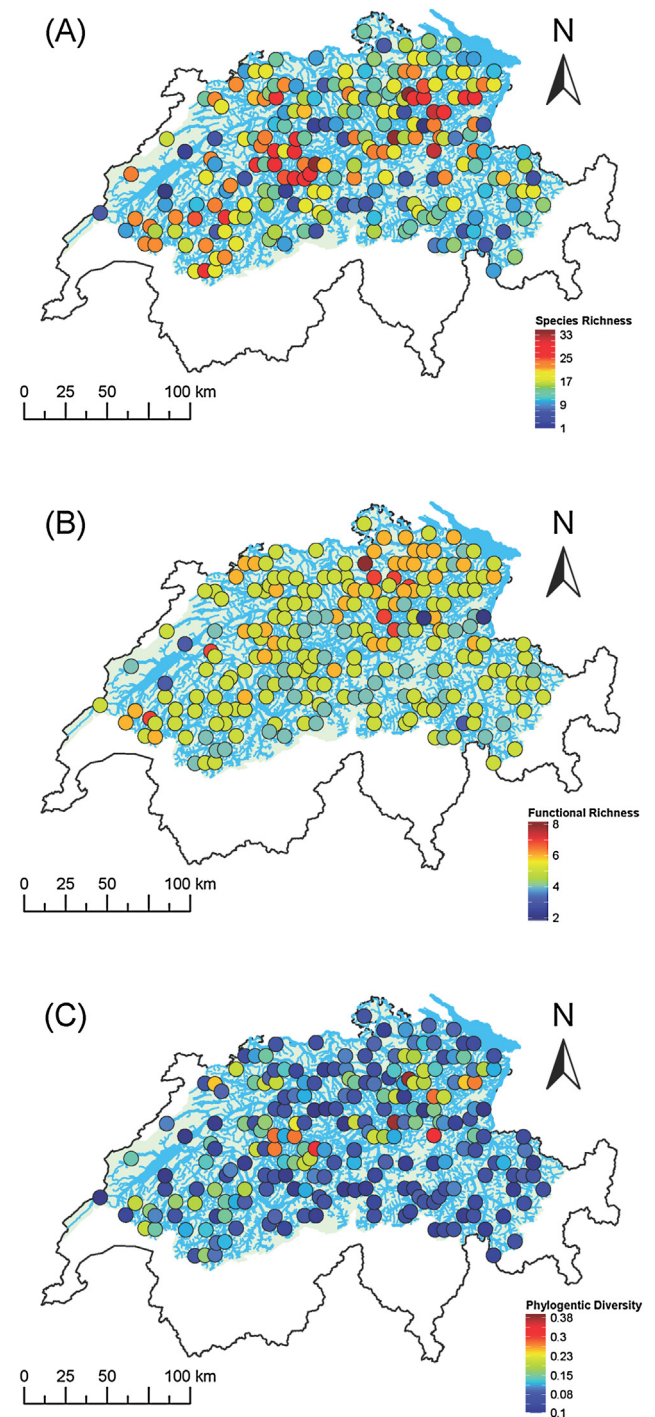 (A)
N
Species Richness
33
25
17
9
1
0 25 50 100 km
(B)
N
Functional Richness
8
6
4
2
0 25 50 100 km
(C)
N
Phylogentic Diversity
0.38
0.3
0.23
0.15
0.08
0.1
0 25 50 100 km